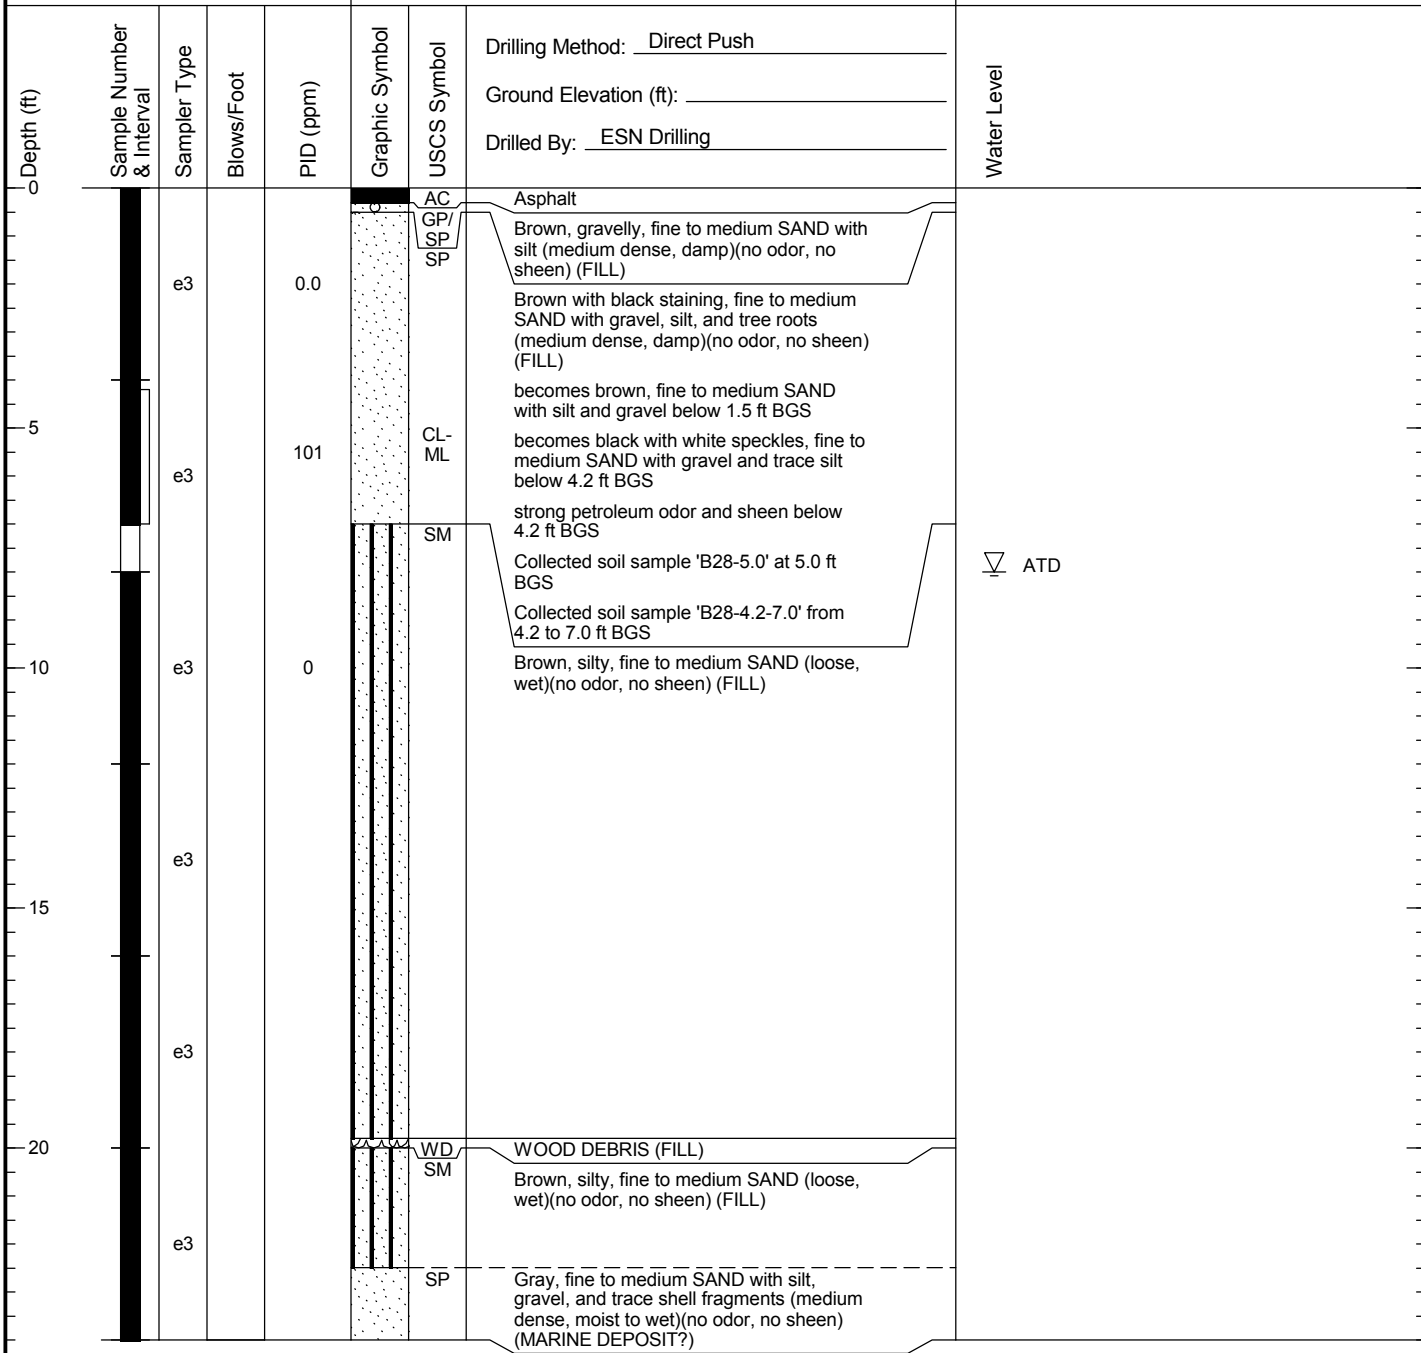 Depth (ft)
Sample Number
& Interval
Sampler Type
Blows/Foot
PID (ppm)
Graphic Symbol
USCS Symbol
Drilling Method: Direct Push
Ground Elevation (ft):
Drilled By: ESN Drilling
Water Level
0
AC
Asphalt
GP/
SP
SP
Brown, gravelly, fine to medium SAND with
silt (medium dense, damp)(no odor, no
sheen) (FILL)
e3
0.0
Brown with black staining, fine to medium
SAND with gravel, silt, and tree roots
(medium dense, damp)(no odor, no sheen)
(FILL)
becomes brown, fine to medium SAND
with silt and gravel below 1.5 ft BGS
5
e3
101
CL-
ML
becomes black with white speckles, fine to
medium SAND with gravel and trace silt
below 4.2 ft BGS
strong petroleum odor and sheen below
4.2 ft BGS
SM
Collected soil sample 'B28-5.0' at 5.0 ft
BGS
ATD
Collected soil sample 'B28-4.2-7.0' from
4.2 to 7.0 ft BGS
10
e3
0
Brown, silty, fine to medium SAND (loose,
wet)(no odor, no sheen) (FILL)
e3
15
e3
20
WD
WOOD DEBRIS (FILL)
SM
Brown, silty, fine to medium SAND (loose,
wet)(no odor, no sheen) (FILL)
e3
SP
Gray, fine to medium SAND with silt,
gravel, and trace shell fragments (medium
dense, moist to wet)(no odor, no sheen)
(MARINE DEPOSIT?)